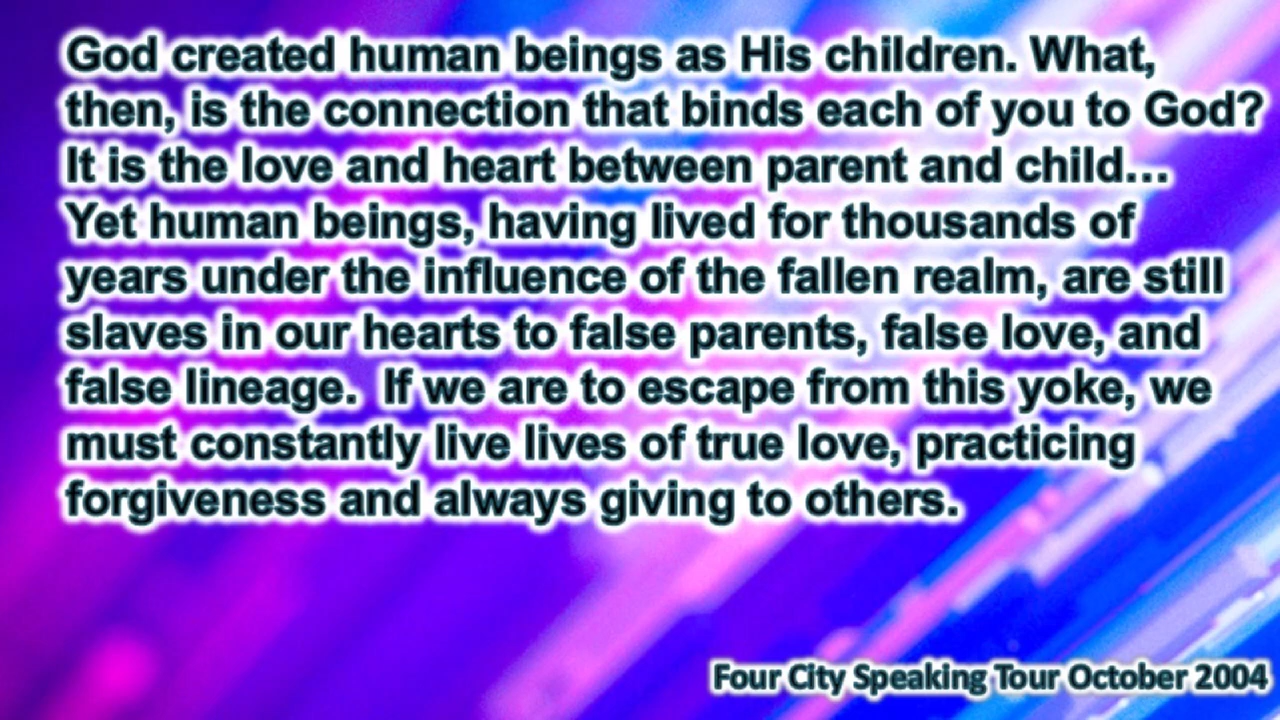 God created human beings as His children. What,
then, is the connection that binds each of you to God?
It is the love and heart between parent and child…
Yet human beings, having lived for thousands of
years under the influence of the fallen realm, are still
slaves in our hearts to false parents, false love, and
false lineage.  If we are to escape from this yoke, we
must constantly live lives of true love, practicing
forgiveness and always giving to others.
Four City Speaking Tour October 2004